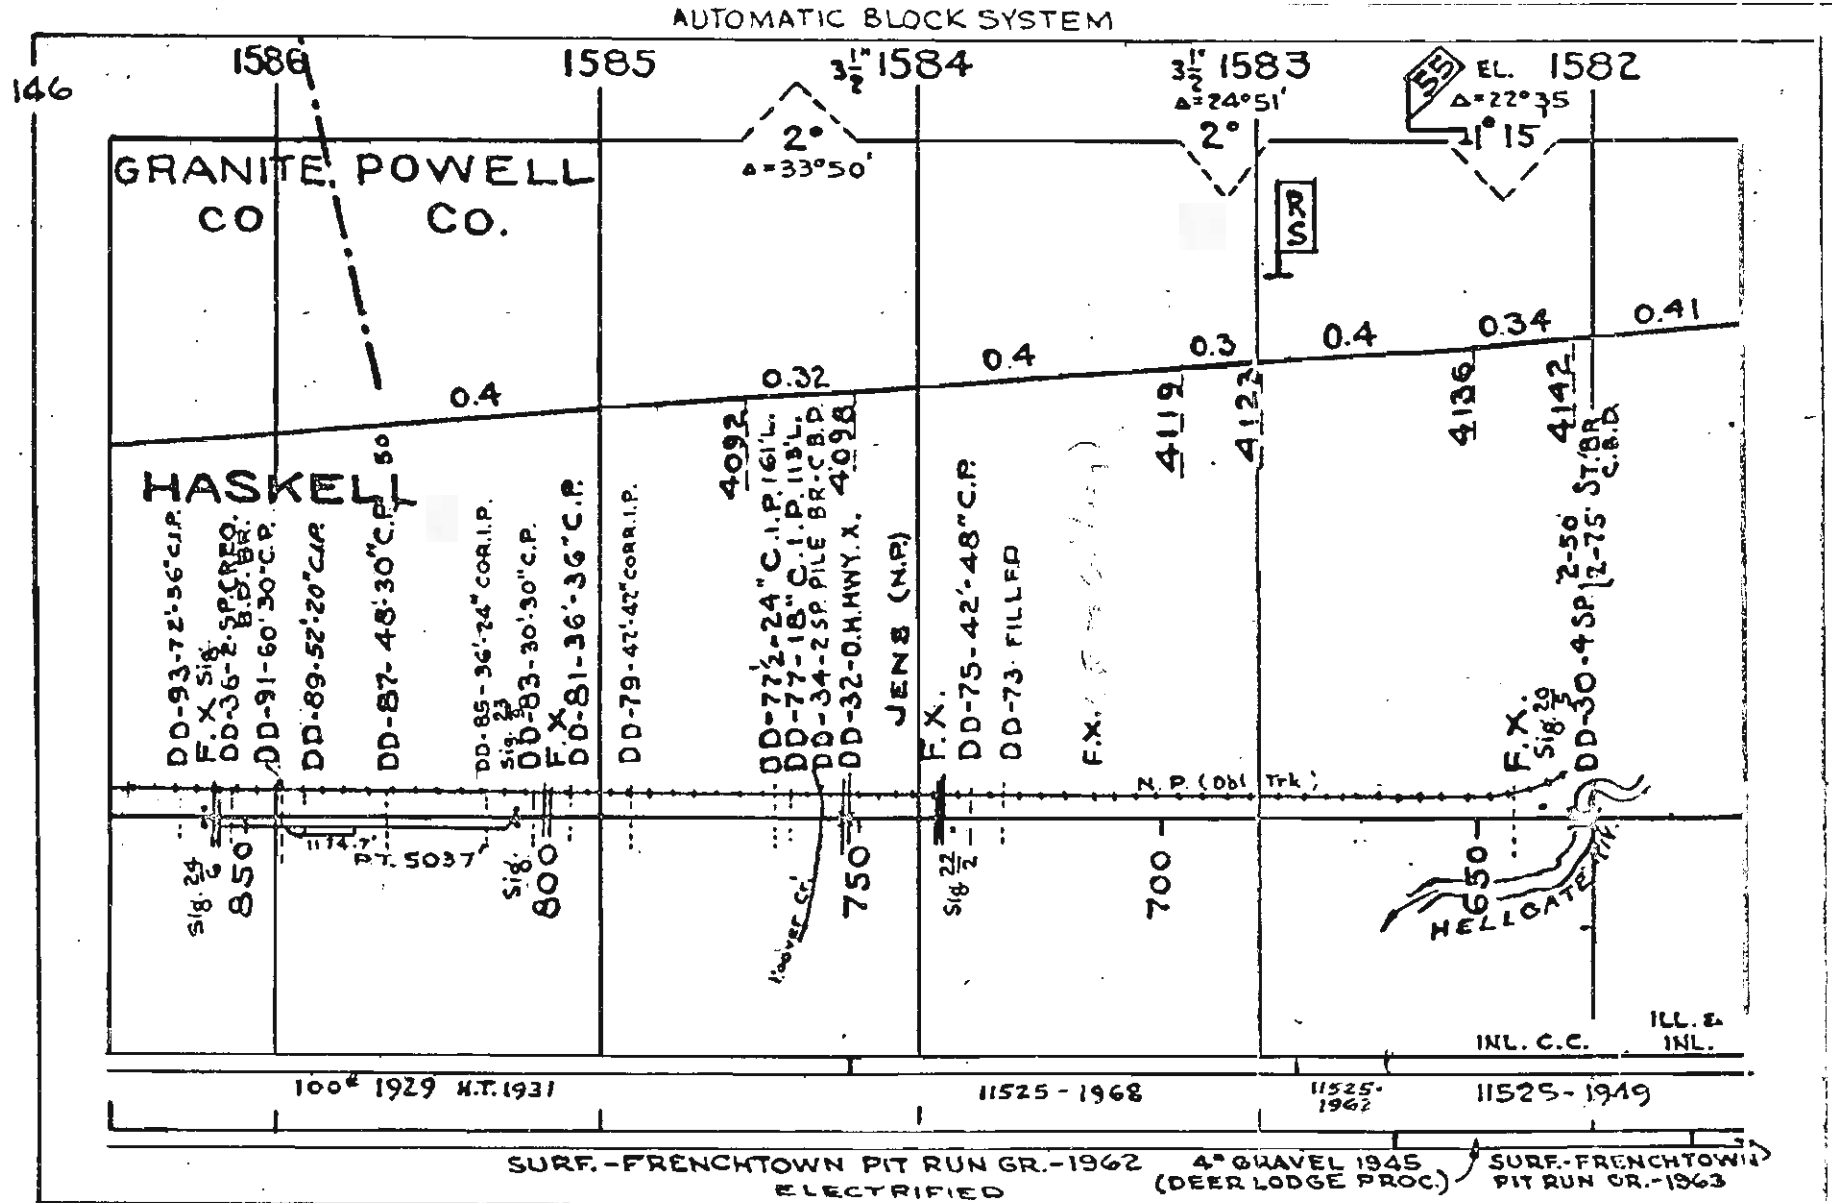 AUTOMATIC BLOCK SYSTEM
146
1586
1585
3½" 1584
3½" 1583
55
EL. 1582
Δ=24°51'
Δ=22°35
2°
Δ=33°50'
2°
1°15'
GRANITE CO
POWELL CO.
R S
0.4
0.32
0.4
0.3
0.4
0.34
0.41
HASKELL
50
4092
4098
4119
4123
4136
4142
DD-93-72'-36" C.I.P.
F.X. Sig.
DD-36-2-SP. CREO.
B.D. BR.
DD-91-60' 30" C.P.
DD-89-52'-20" C.I.P.
DD-87-48'-30" C.P.
DD-85-36'-24" COR.I.P.
Sig. 23
DD-83-30'-30" C.P.
F.X.
DD-81-36'-36" C.P.
DD-79-42'-42" CORR.I.P.
DD-77½-24" C.I.P. 161'L.
DD-77-18" C.I.P. 113'L.
DD-34-2 SP. PILE BR-C.B.D.
DD-32-O.H.HWY.X.
JENS (N.P.)
F.X.
DD-75-42'-48" C.P.
DD-73 FILLED
F.X.
F.X.
Sig. 20
DD-30-4 SP. 2-50' 2-75' ST. BR
C.B.D
N.P. (Dbl Trk)
1174.7'
P.T. 5037'
Sig. 24/6
850
Sig.
800
Hoover Cr.
750
Sig 22/2
700
650
HELLGATE
RIV.
INL. C.C.
ILL. &
INL.
100# 1929 H.T. 1931
11525-1968
11525-
1962
11525-1949
SURF.-FRENCHTOWN PIT RUN GR.-1962
4" GRAVEL 1945
(DEER LODGE PROC.)
SURF.-FRENCHTOWN
PIT RUN GR.-1963
ELECTRIFIED